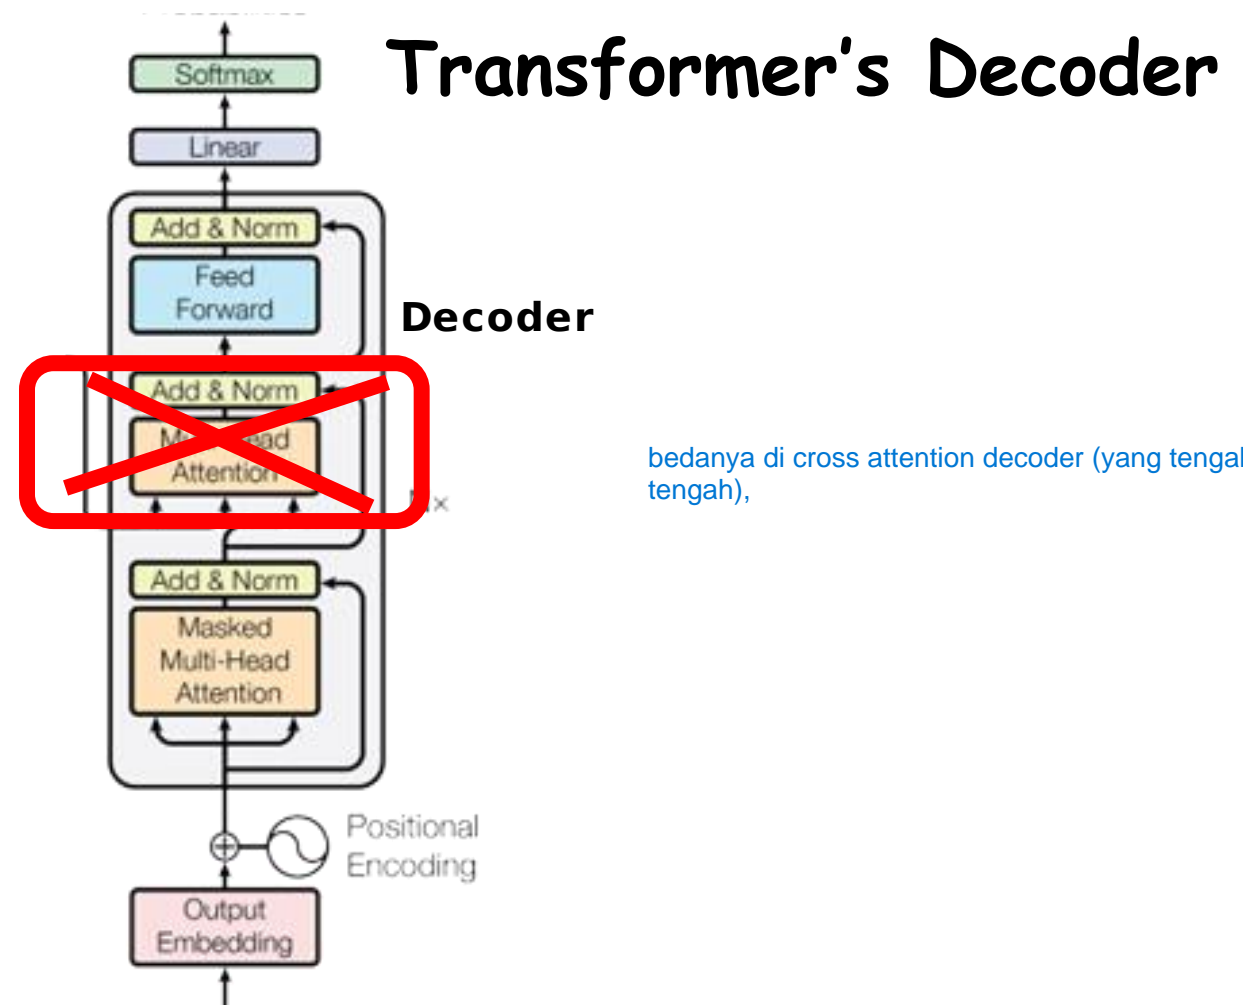 Transformer's Decoder
Softmax
Linear
Add & Norm
Feed
Forward
Decoder
Add & Norm
Attention
bedanya di cross attention decoder (yang tengah
tengah),
Add & Norm
Masked
Multi-Head
Attention
Positional
Encoding
Output
Embedding